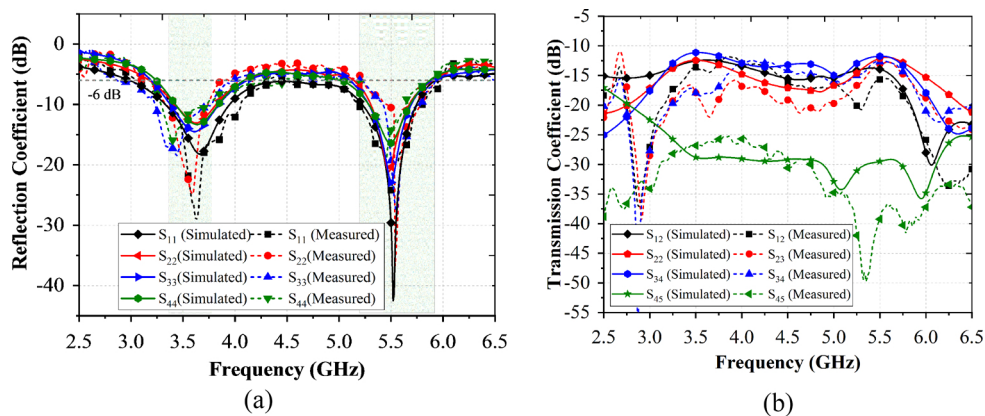 (a)
0
-10
-20
-30
-40
Reflection Coefficient (dB)
-6 dB
S11 (Simulated)
S11 (Measured)
S22(Simulated)
S22(Measured)
S33(Simulated)
S33(Measured)
S44(Simulated)
S44(Measured)
2.5 3.0 3.5 4.0 4.5 5.0 5.5 6.0 6.5
Frequency (GHz)
(a)
(b)
-5
-10
-15
-20
-25
-30
-35
-40
-45
-50
-55
Transmission Coefficient (dB)
S12 (Simulated)
S12 (Measured)
S22 (Simulated)
S23 (Measured)
S34 (Simulated)
S34 (Measured)
S45 (Simulated)
S45 (Measured)
2.5 3.0 3.5 4.0 4.5 5.0 5.5 6.0 6.5
Frequency (GHz)
(b)